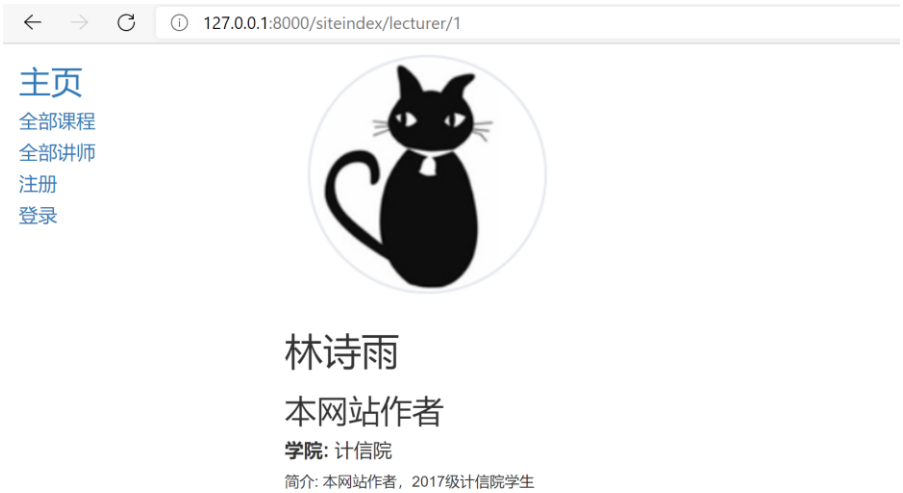 127.0.0.1:8000/siteindex/lecturer/1
主页
全部课程
全部讲师
注册
登录
林诗雨
本网站作者
学院: 计信院
简介: 本网站作者，2017级计信院学生